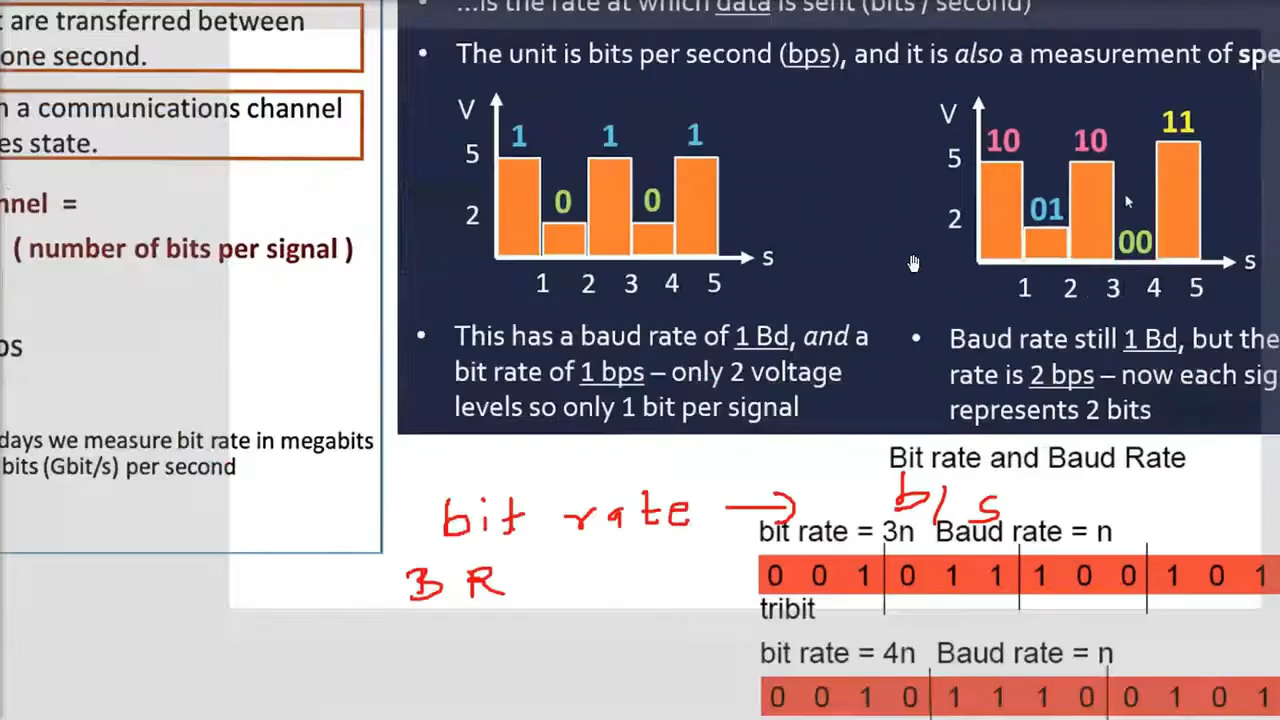 t are transferred between
one second.
n a communications channel
es state.
nnel =
( number of bits per signal )
ps
days we measure bit rate in megabits
bits (Gbit/s) per second
...is the rate at which data is sent (bits / second)
• The unit is bits per second (bps), and it is also a measurement of spe
V
5
2
1 0 1 0 1
s
1 2 3 4 5
• This has a baud rate of 1 Bd, and a
bit rate of 1 bps – only 2 voltage
levels so only 1 bit per signal
V
5
2
10 01 10 00 11
s
1 2 3 4 5
• Baud rate still 1 Bd, but the
rate is 2 bps – now each sig
represents 2 bits
Bit rate and Baud Rate
bit rate → b/s
B R
bit rate = 3n Baud rate = n
0 0 1 0 1 1 1 0 0 1 0 1
tribit
bit rate = 4n Baud rate = n
0 0 1 0 1 1 1 0 0 1 0 1